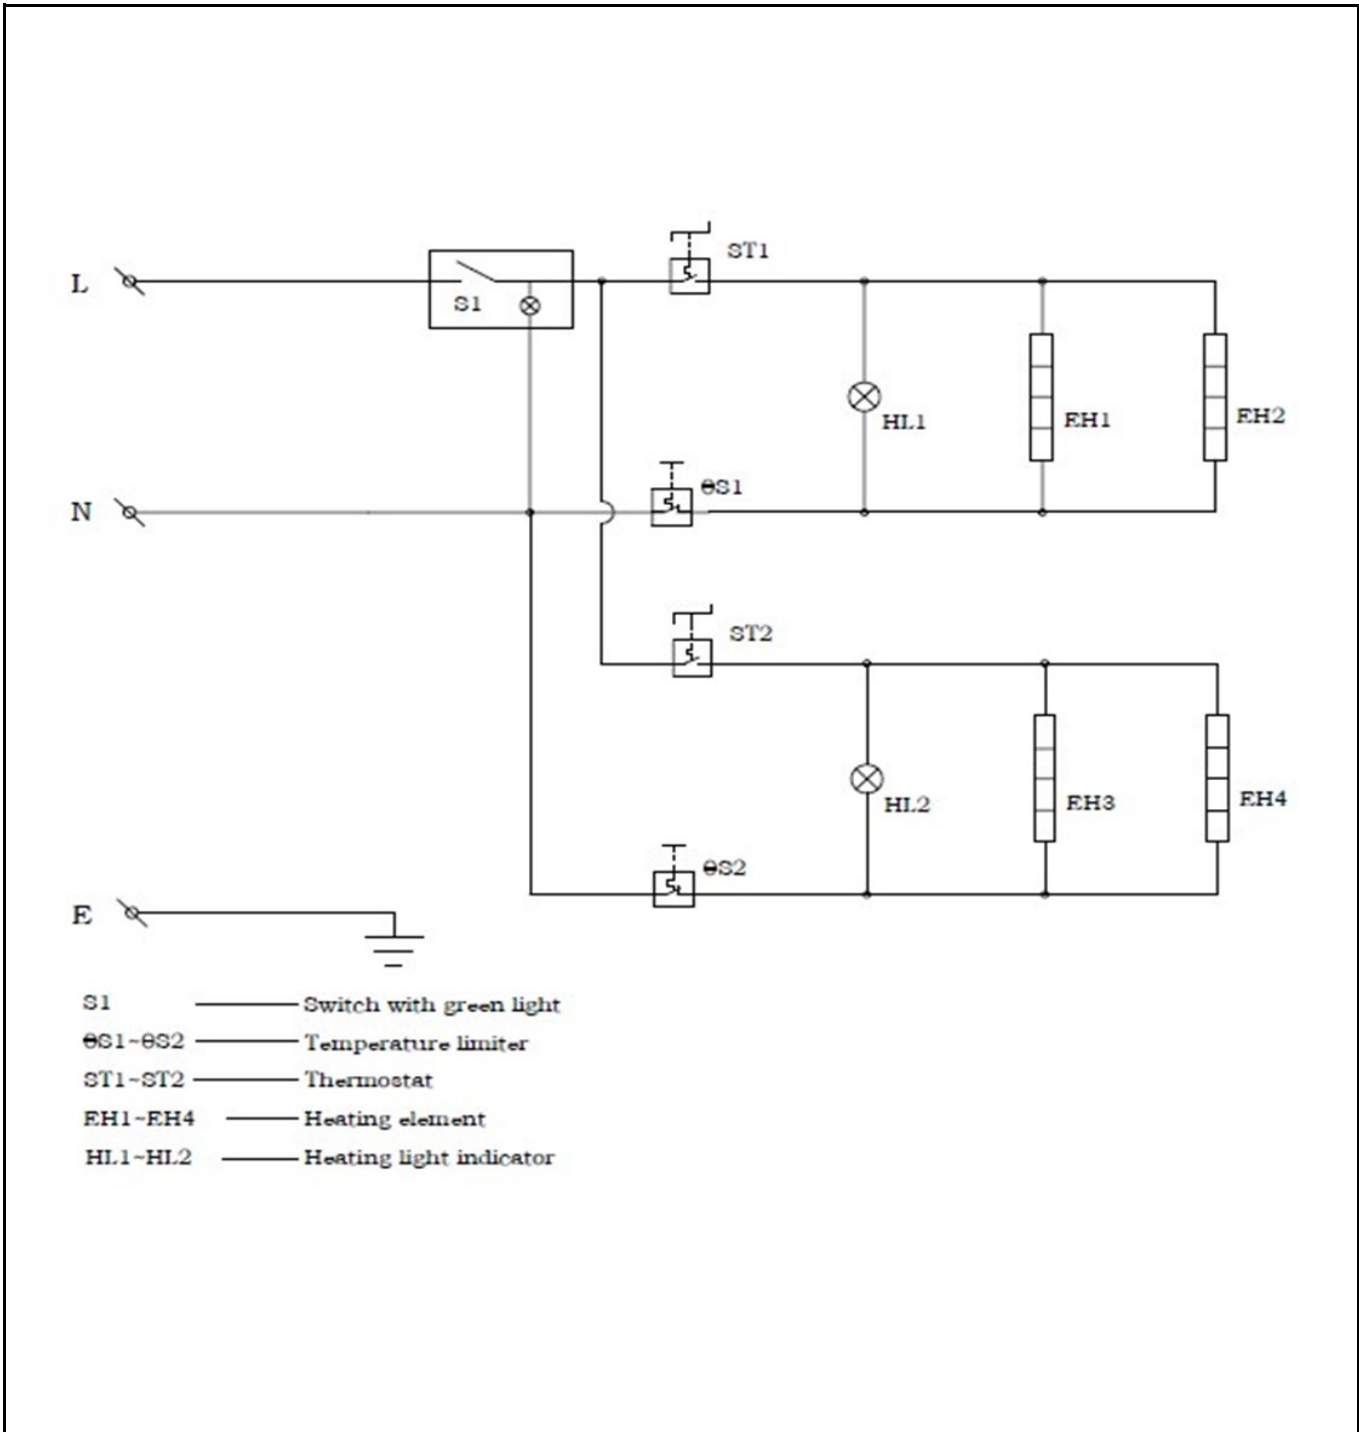 ST1
L
S1
HL1
EH1
EH2
θS1
N
ST2
HL2
EH3
EH4
θS2
E
S1 Switch with green light
θS1~θS2 Temperature limiter
ST1~ST2 Thermostat
EH1~EH4 Heating element
HL1~HL2 Heating light indicator